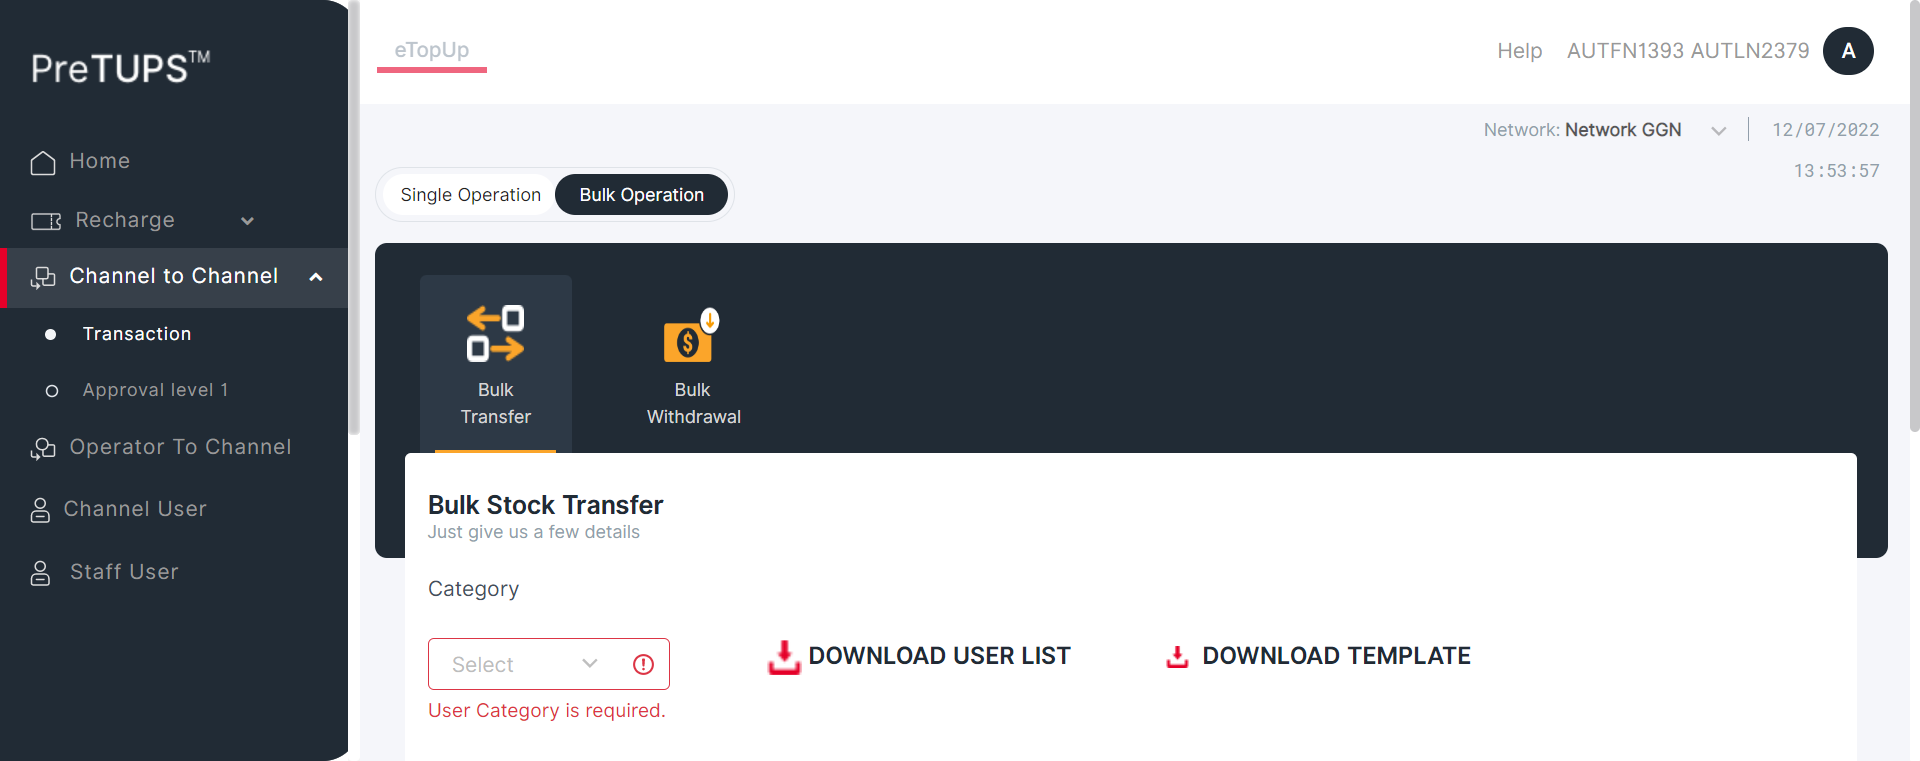 PreTUPS™
Home
Recharge
Channel to Channel
Transaction
Approval level 1
Operator To Channel
Channel User
Staff User
eTopUp
Help AUTFN1393 AUTLN2379 A
Network: Network GGN 12/07/2022
13:53:57
Single Operation Bulk Operation
Bulk
Transfer
Bulk
Withdrawal
Bulk Stock Transfer
Just give us a few details
Category
Select
DOWNLOAD USER LIST
DOWNLOAD TEMPLATE
User Category is required.